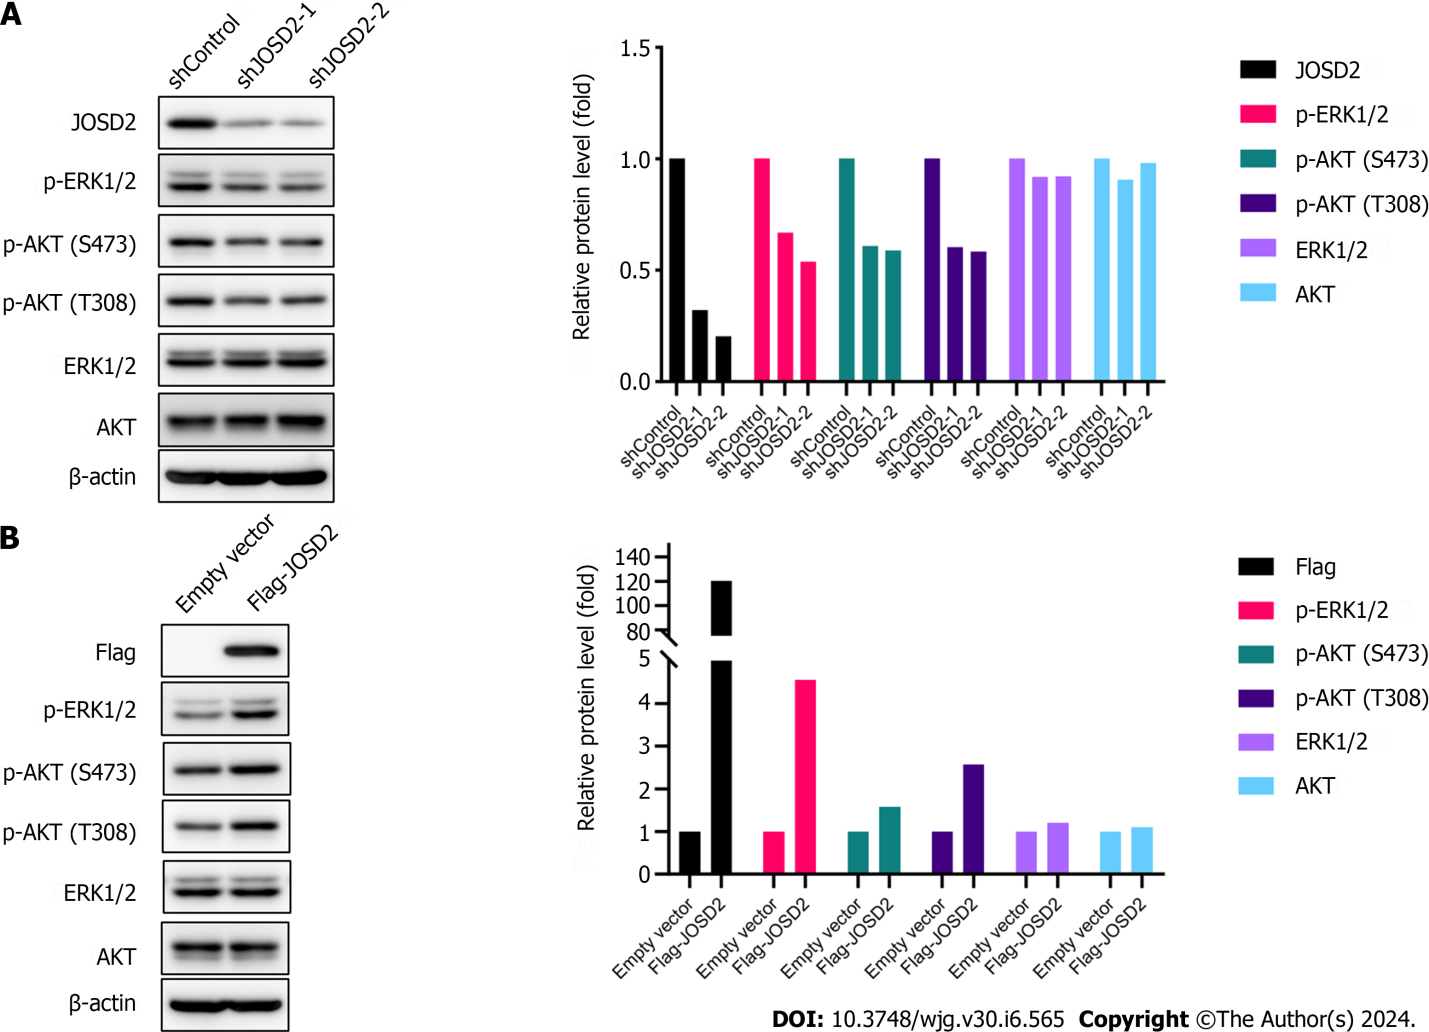 A
shControl
shJOSD2-1
shJOSD2-2
JOSD2
p-ERK1/2
p-AKT (S473)
p-AKT (T308)
ERK1/2
AKT
β-actin
Relative protein level (fold)
1.5
1.0
0.5
0.0
shControl
shJOSD2-1
shJOSD2-2
shControl
shJOSD2-1
shJOSD2-2
shControl
shJOSD2-1
shJOSD2-2
shControl
shJOSD2-1
shJOSD2-2
shControl
shJOSD2-1
shJOSD2-2
shControl
shJOSD2-1
shJOSD2-2
JOSD2
p-ERK1/2
p-AKT (S473)
p-AKT (T308)
ERK1/2
AKT
B
Empty vector
Flag-JOSD2
Flag
p-ERK1/2
p-AKT (S473)
p-AKT (T308)
ERK1/2
AKT
β-actin
Relative protein level (fold)
140
120
100
80
5
4
3
2
1
0
Empty vector
Flag-JOSD2
Empty vector
Flag-JOSD2
Empty vector
Flag-JOSD2
Empty vector
Flag-JOSD2
Empty vector
Flag-JOSD2
Empty vector
Flag-JOSD2
Flag
p-ERK1/2
p-AKT (S473)
p-AKT (T308)
ERK1/2
AKT
DOI: 10.3748/wjg.v30.i6.565 Copyright ©The Author(s) 2024.